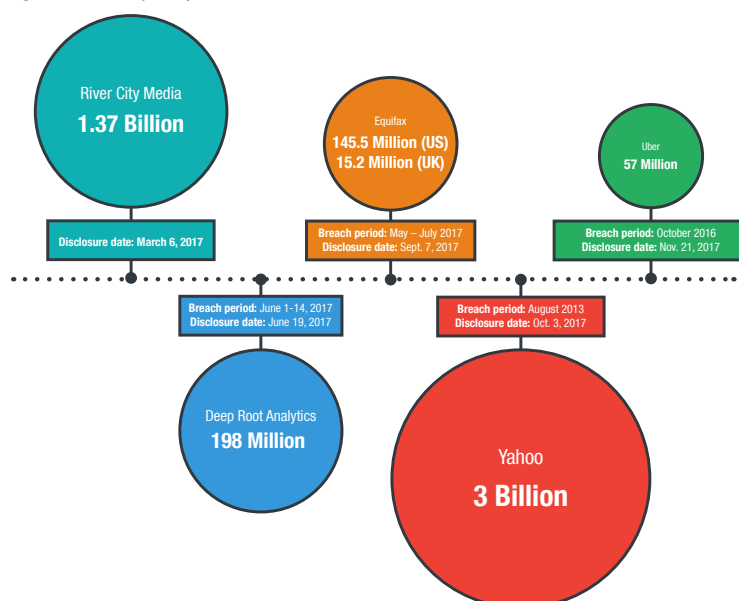 River City Media
1.37 Billion
Disclosure date: March 6, 2017
Breach period: June 1-14, 2017
Disclosure date: June 19, 2017
Deep Root Analytics
198 Million
Equifax
145.5 Million (US)
15.2 Million (UK)
Breach period: May – July 2017
Disclosure date: Sept. 7, 2017
Breach period: August 2013
Disclosure date: Oct. 3, 2017
Yahoo
3 Billion
Uber
57 Million
Breach period: October 2016
Disclosure date: Nov. 21, 2017